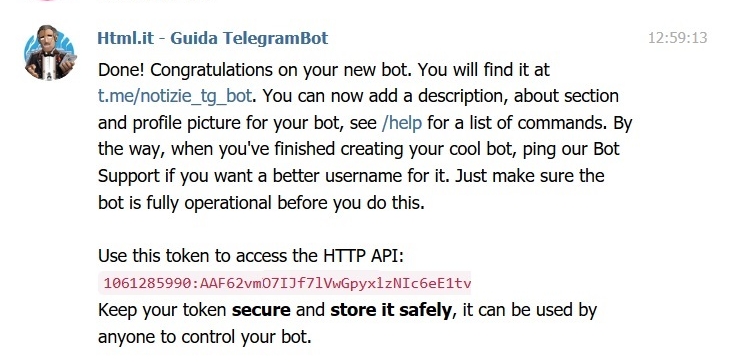 Html.it - Guida TelegramBot 12:59:13
Done! Congratulations on your new bot. You will find it at
t.me/notizie_tg_bot. You can now add a description, about section
and profile picture for your bot, see /help for a list of commands. By
the way, when you've finished creating your cool bot, ping our Bot
Support if you want a better username for it. Just make sure the
bot is fully operational before you do this.
Use this token to access the HTTP API:
1061285990:AAF62vmO7IJf7lVwGpyxlzNIc6eE1tv
Keep your token secure and store it safely, it can be used by
anyone to control your bot.